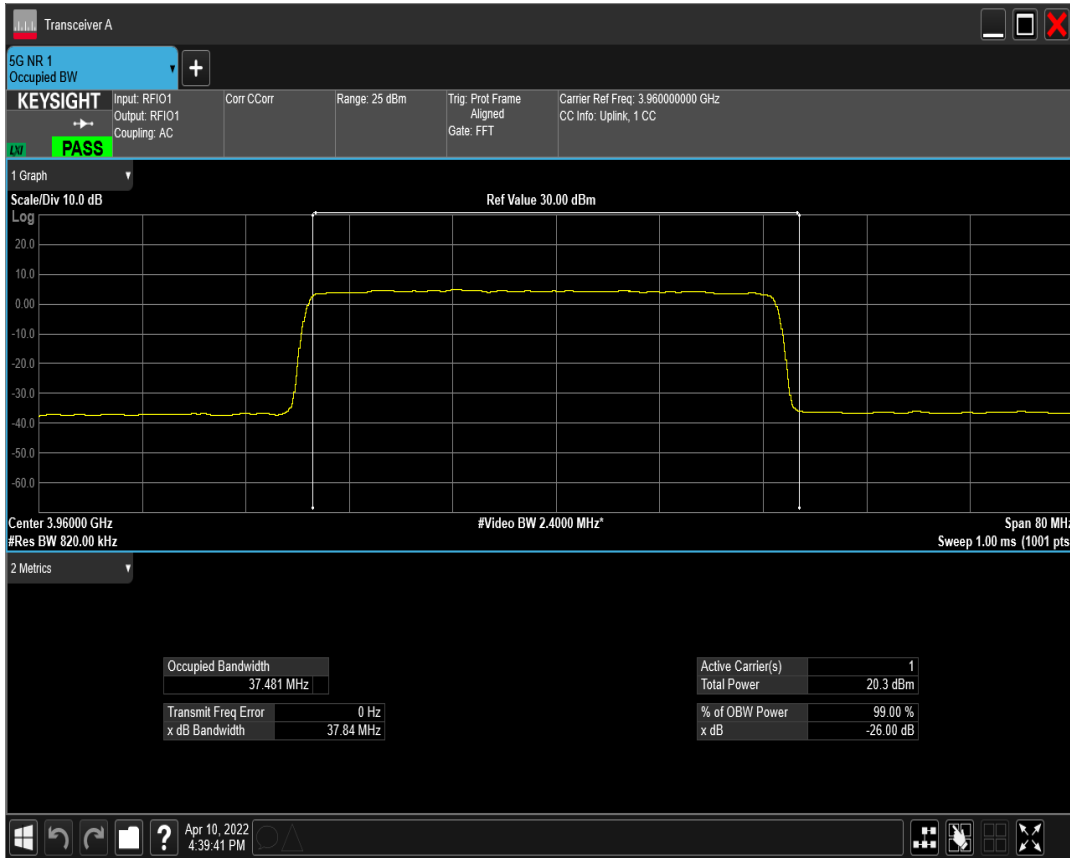 Transceiver A
5G NR 1
Occupied BW
KEYSIGHT
LXI
PASS
Input: RFIO1
Output: RFIO1
Coupling: AC
Corr CCorr
Range: 25 dBm
Trig: Prot Frame
Aligned
Gate: FFT
Carrier Ref Freq: 3.960000000 GHz
CC Info: Uplink, 1 CC
1 Graph
Scale/Div 10.0 dB
Ref Value 30.00 dBm
Log
20.0
10.0
0.00
-10.0
-20.0
-30.0
-40.0
-50.0
-60.0
Center 3.96000 GHz
#Video BW 2.4000 MHz*
Span 80 MHz
#Res BW 820.00 kHz
Sweep 1.00 ms (1001 pts
2 Metrics
Occupied Bandwidth
37.481 MHz
Transmit Freq Error 0 Hz
x dB Bandwidth 37.84 MHz
Active Carrier(s) 1
Total Power 20.3 dBm
% of OBW Power 99.00 %
x dB -26.00 dB
Apr 10, 2022
4:39:41 PM